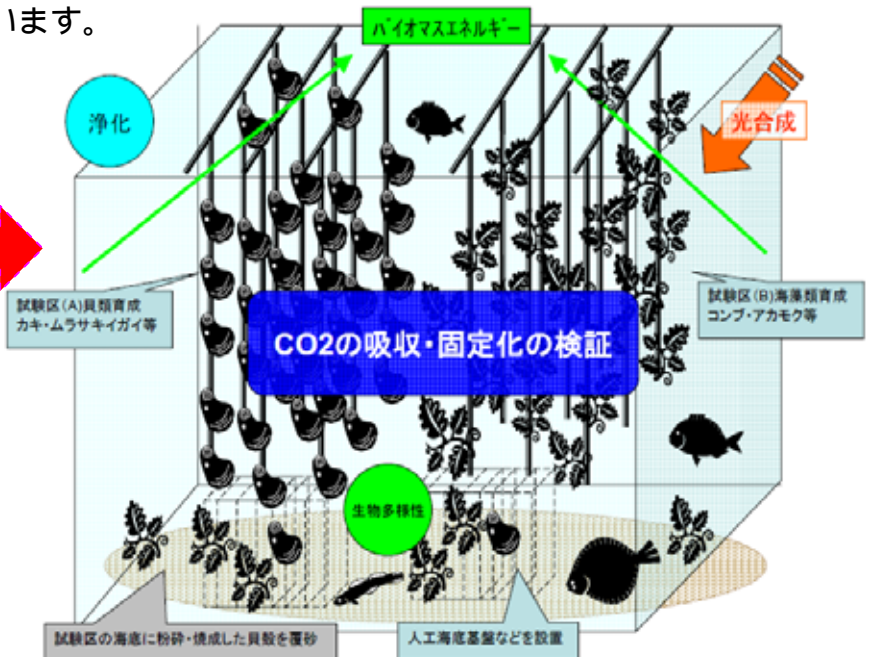 います。
バイオマスエネルギー
浄化
光合成
試験区(A)貝類育成
カキ・ムラサキイガイ等
試験区(B)海藻類育成
コンブ・アカモク等
CO2の吸収・固定化の検証
生物多様性
試験区の海底に粉砕・焼成した貝殻を覆砂
人工海底基盤などを設置